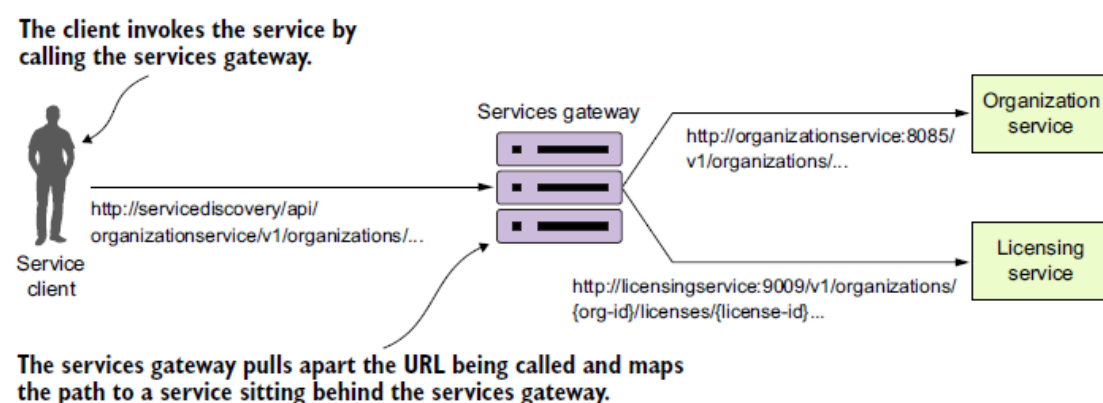 The client invokes the service by
calling the services gateway.
Services gateway
Organization
service
http://organizationservice:8085/
v1/organizations/...
http://servicediscovery/api/
organizationservice/v1/organizations/...
Service
client
Licensing
service
http://licensingservice:9009/v1/organizations/
{org-id}/licenses/{license-id}...
The services gateway pulls apart the URL being called and maps
the path to a service sitting behind the services gateway.